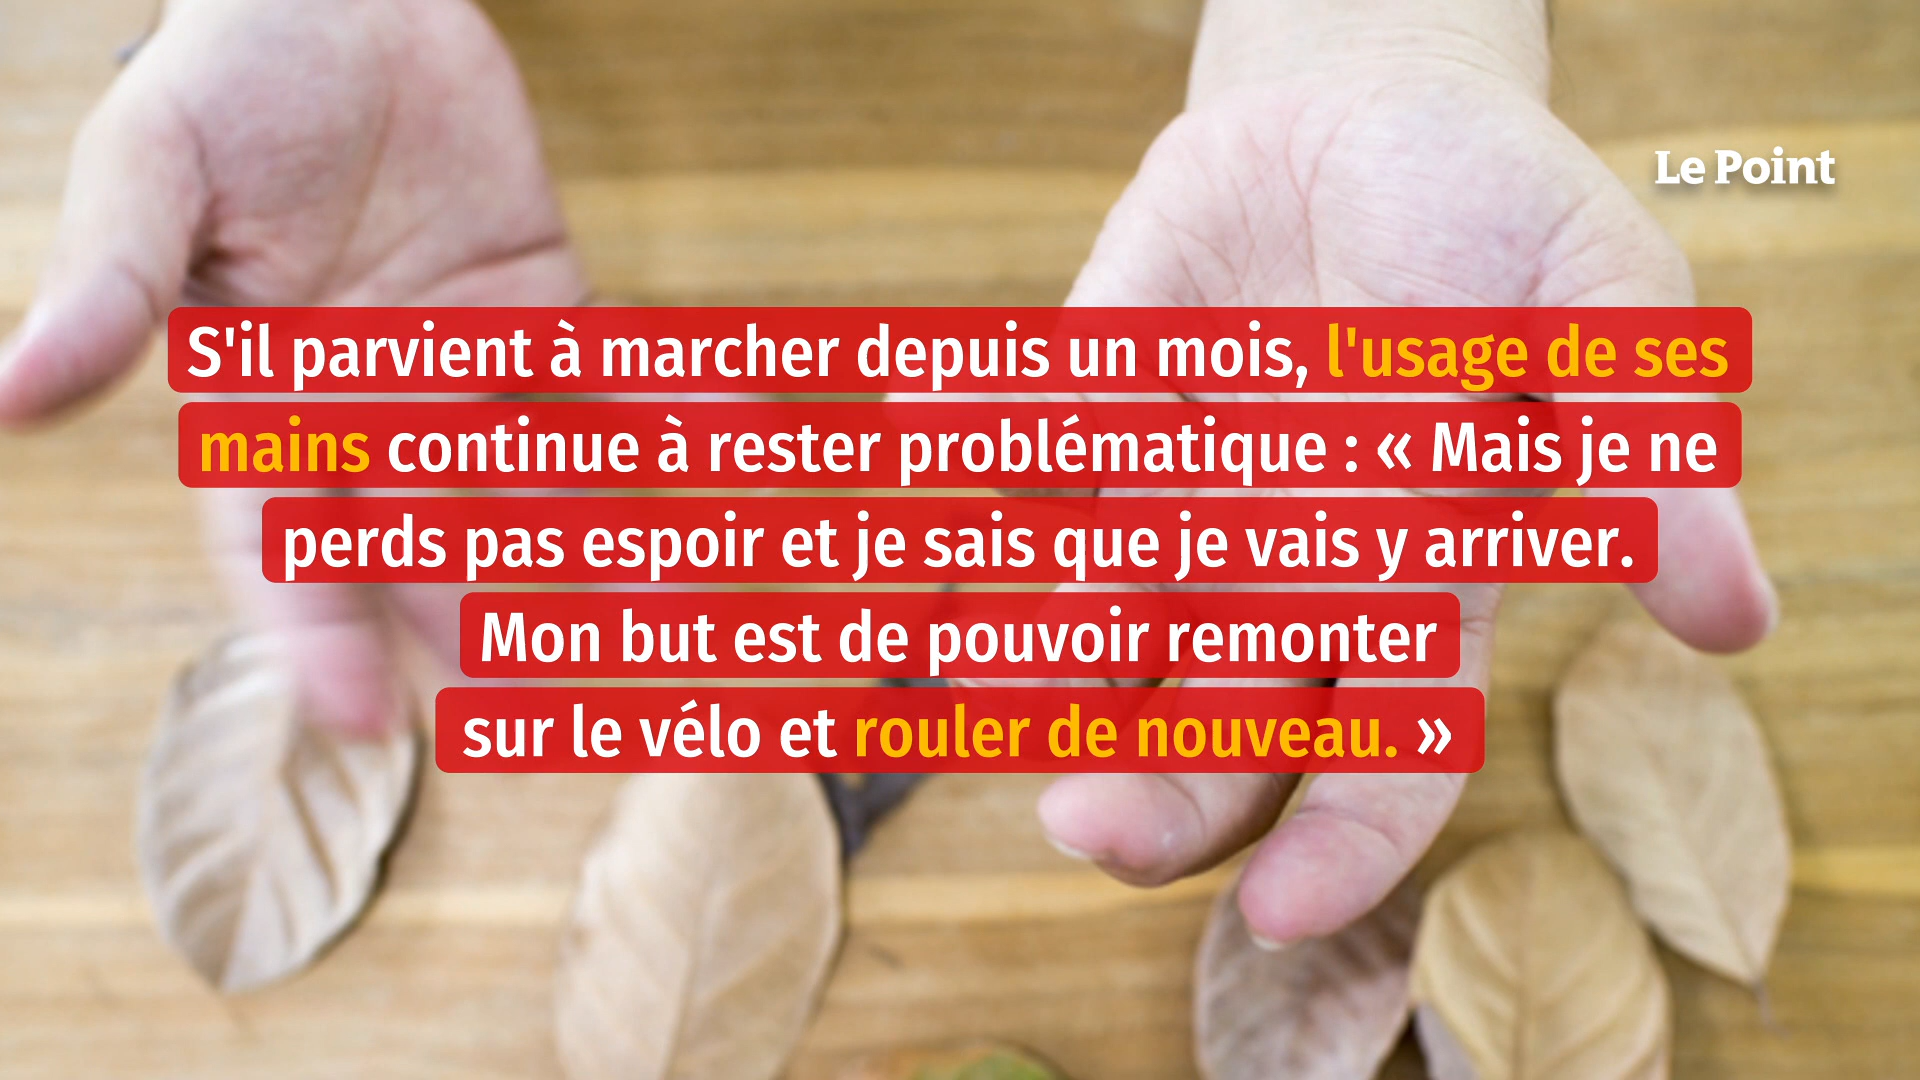 Le Point
S'il parvient à marcher depuis un mois, l'usage de ses
mains continue à rester problématique : « Mais je ne
perds pas espoir et je sais que je vais y arriver.
Mon but est de pouvoir remonter
sur le vélo et rouler de nouveau. »